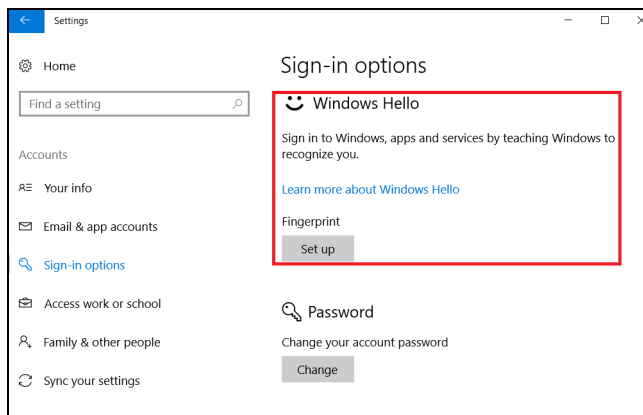 Settings
Home
Find a setting
Accounts
Your info
Email & app accounts
Sign-in options
Access work or school
Family & other people
Sync your settings
Sign-in options
Windows Hello
Sign in to Windows, apps and services by teaching Windows to
recognize you.
Learn more about Windows Hello
Fingerprint
Set up
Password
Change your account password
Change